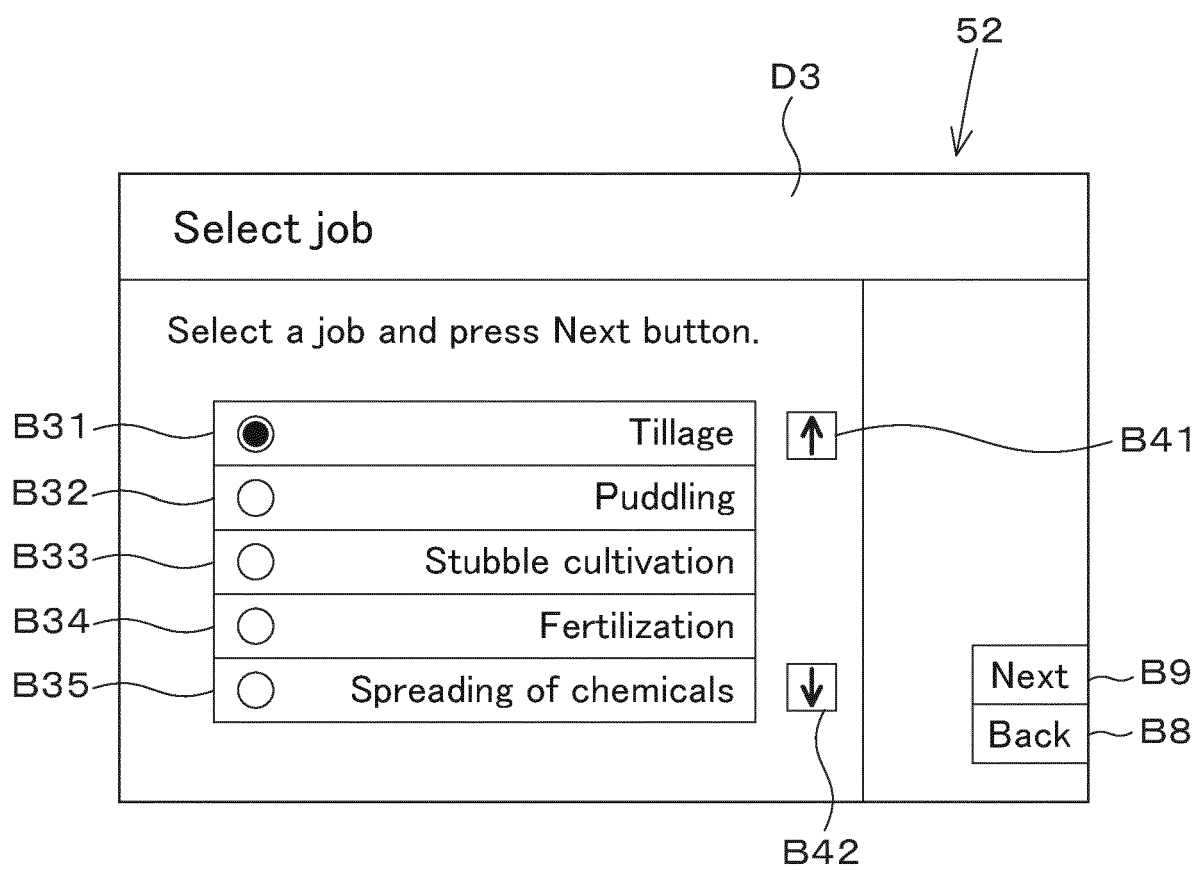 52
D3
Select job
Select a job and press Next button.
B31 Tillage ↑ B41
B32 Puddling
B33 Stubble cultivation
B34 Fertilization
B35 Spreading of chemicals ↓
Next B9
Back B8
B42